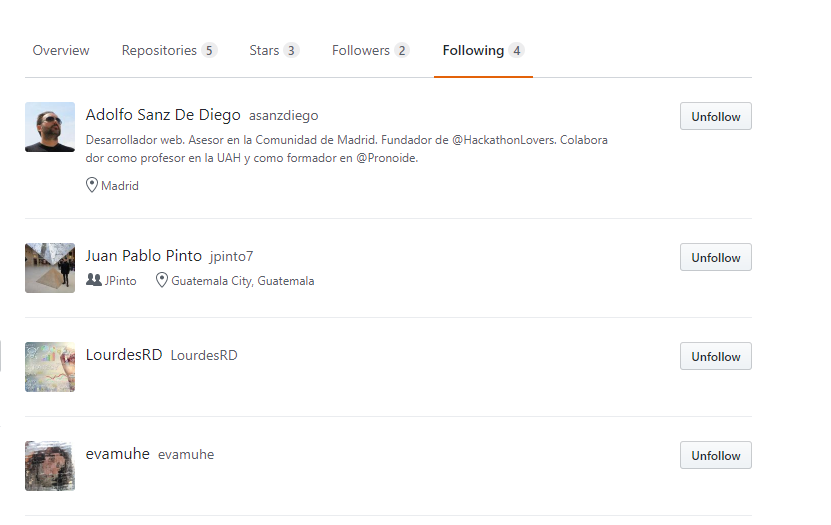 Overview Repositories 5 Stars 3 Followers 2 Following 4
Adolfo Sanz De Diego asanzdiego Unfollow
Desarrollador web. Asesor en la Comunidad de Madrid. Fundador de @HackathonLovers. Colabora
dor como profesor en la UAH y como formador en @Pronoide.
Madrid
Juan Pablo Pinto jpinto7 Unfollow
JPinto Guatemala City, Guatemala
LourdesRD LourdesRD Unfollow
evamuhe evamuhe Unfollow